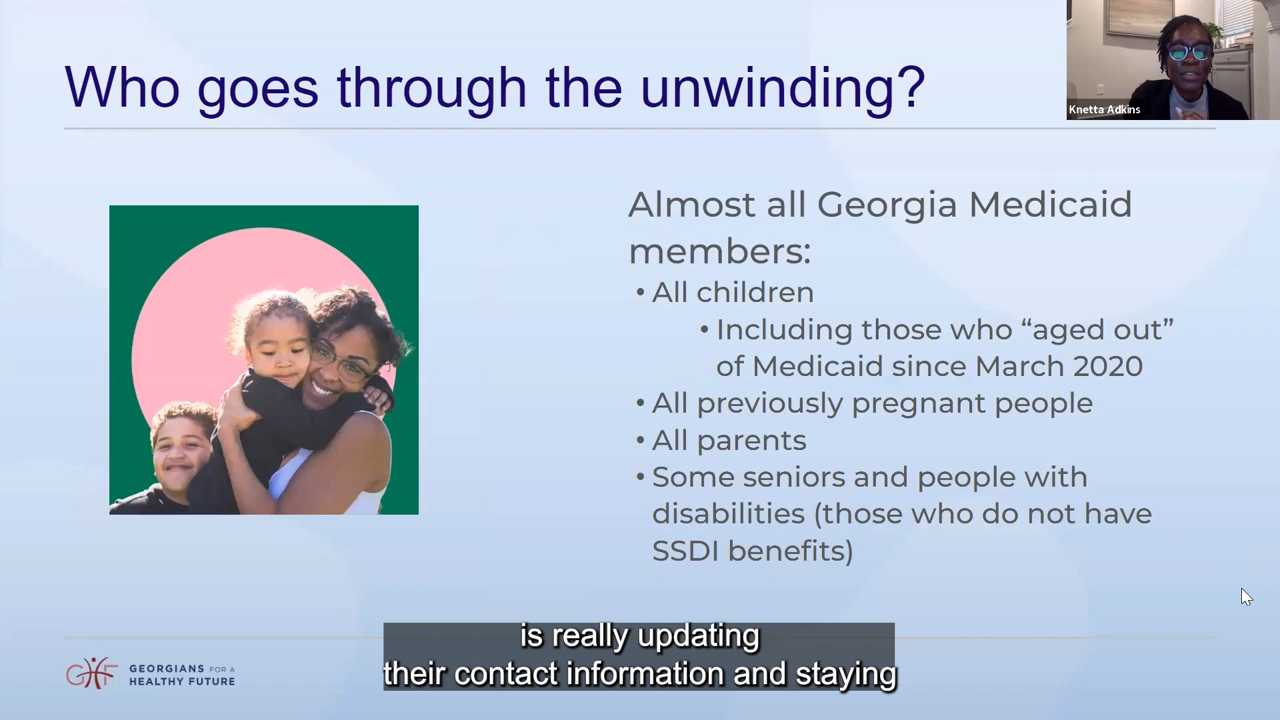 Who goes through the unwinding?
Knetta Adkins
Almost all Georgia Medicaid
members:
• All children
• Including those who “aged out”
of Medicaid since March 2020
• All previously pregnant people
• All parents
• Some seniors and people with
disabilities (those who do not have
SSDI benefits)
is really updating
their contact information and staying
GHF
GEORGIANS FOR A
HEALTHY FUTURE